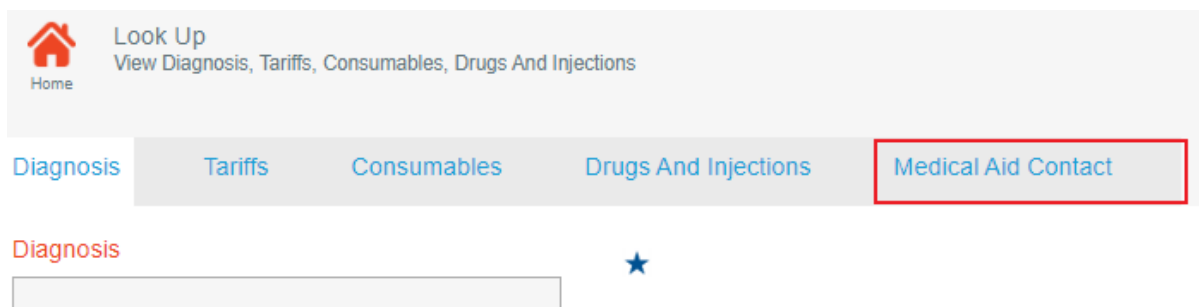 Look Up
View Diagnosis, Tariffs, Consumables, Drugs And Injections
Home
Diagnosis Tariffs Consumables Drugs And Injections Medical Aid Contact
Diagnosis